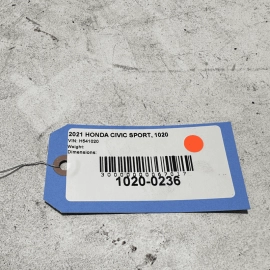 2021 HONDA CIVIC SPORT, 1020
VIN: H541020
Weight:
Dimensions:
1020-0236